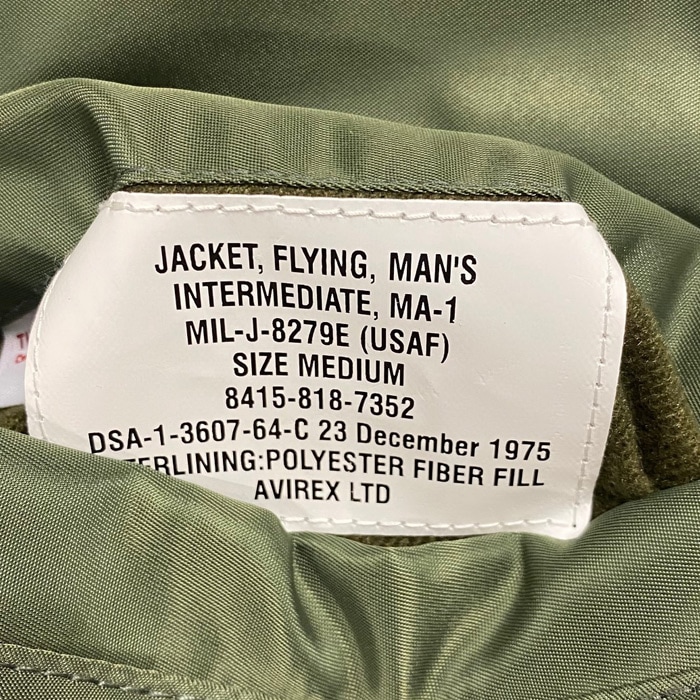 JACKET, FLYING, MAN'S
INTERMEDIATE, MA-1
MIL-J-8279E (USAF)
SIZE MEDIUM
8415-818-7352
DSA-1-3607-64-C 23 December 1975
TERLINING:POLYESTER FIBER FILL
AVIREX LTD